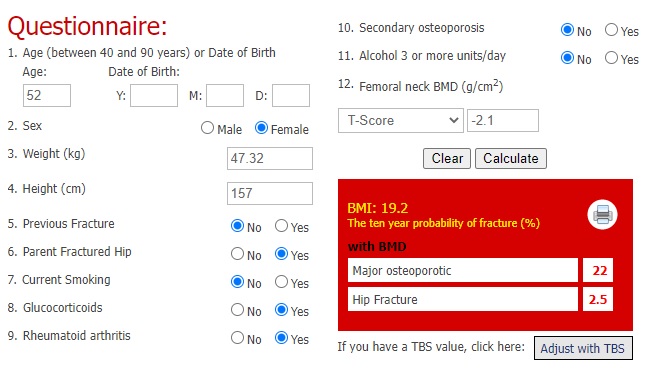 Questionnaire:
1. Age (between 40 and 90 years) or Date of Birth
Age: Date of Birth:
52 Y: M: D:
2. Sex Male Female
3. Weight (kg) 47.32
4. Height (cm) 157
5. Previous Fracture No Yes
6. Parent Fractured Hip No Yes
7. Current Smoking No Yes
8. Glucocorticoids No Yes
9. Rheumatoid arthritis No Yes
10. Secondary osteoporosis No Yes
11. Alcohol 3 or more units/day No Yes
12. Femoral neck BMD (g/cm²)
T-Score -2.1
Clear Calculate
BMI: 19.2
The ten year probability of fracture (%)
with BMD
Major osteoporotic 22
Hip Fracture 2.5
If you have a TBS value, click here: Adjust with TBS